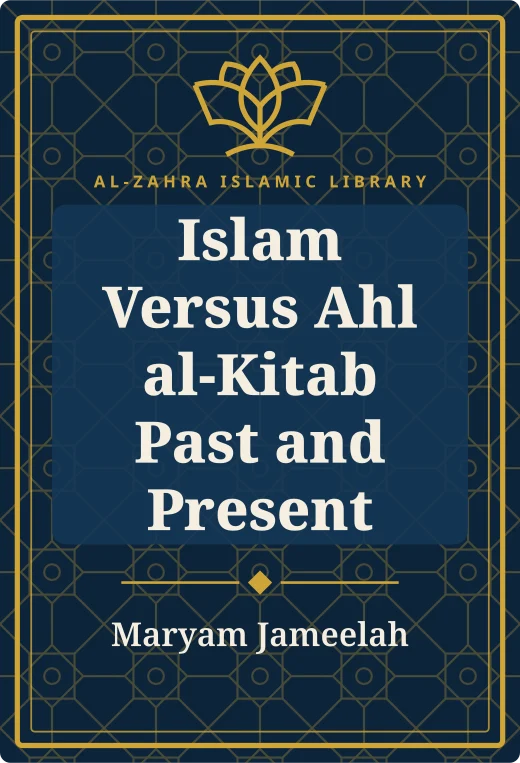 AL-ZAHRA ISLAMIC LIBRARY
Islam
Versus Ahl
al-Kitab
Past and
Present
Maryam Jameelah